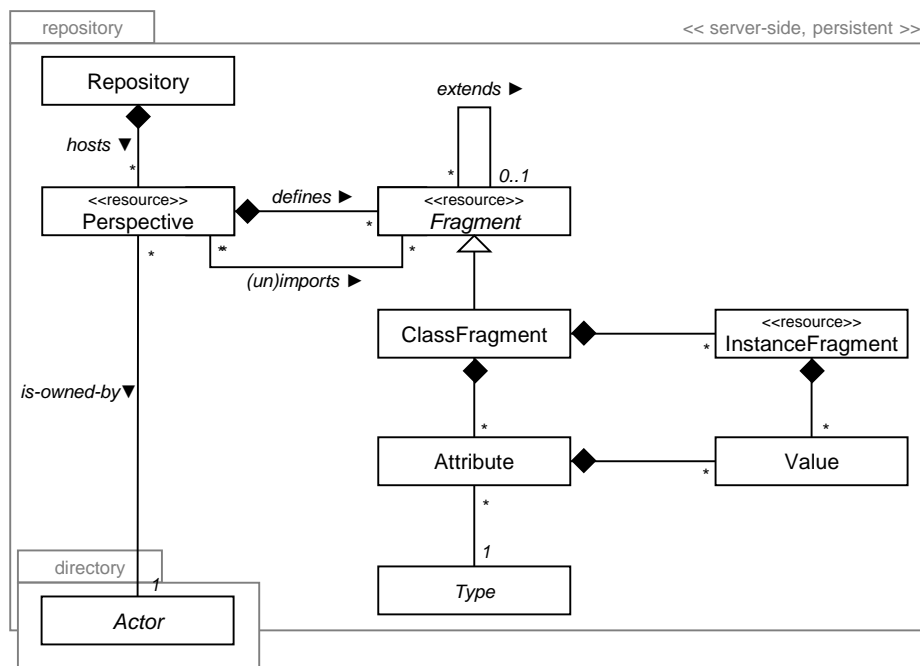 repository
<< server-side, persistent >>
Repository
extends ►
hosts ▼
*
*
0..1
<<resource>>
Perspective
defines ►
*
<<resource>>
Fragment
*
**
*
(un)imports ►
ClassFragment
*
<<resource>>
InstanceFragment
is-owned-by▼
*
*
Attribute
*
Value
*
1
Type
directory
1
Actor